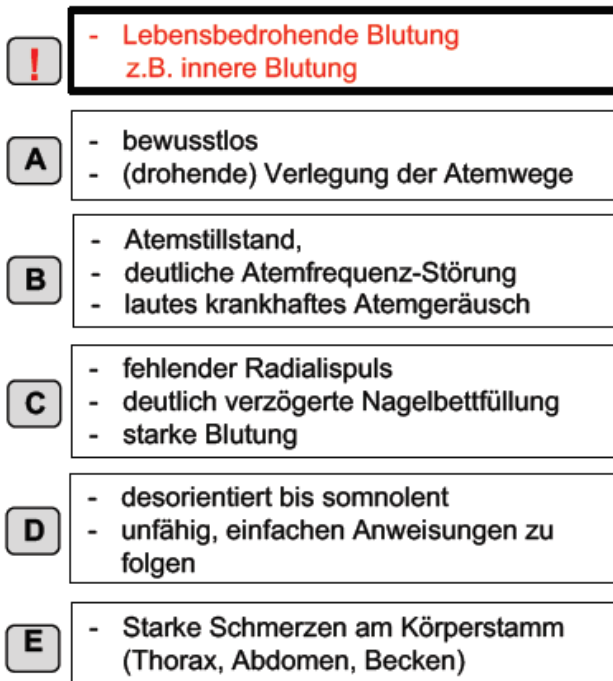 !
- Lebensbedrohende Blutung
z.B. innere Blutung
A
- bewusstlos
- (drohende) Verlegung der Atemwege
B
- Atemstillstand,
- deutliche Atemfrequenz-Störung
- lautes krankhaftes Atemgeräusch
C
- fehlender Radialispuls
- deutlich verzögerte Nagelbettfüllung
- starke Blutung
D
- desorientiert bis somnolent
- unfähig, einfachen Anweisungen zu
folgen
E
- Starke Schmerzen am Körperstamm
(Thorax, Abdomen, Becken)